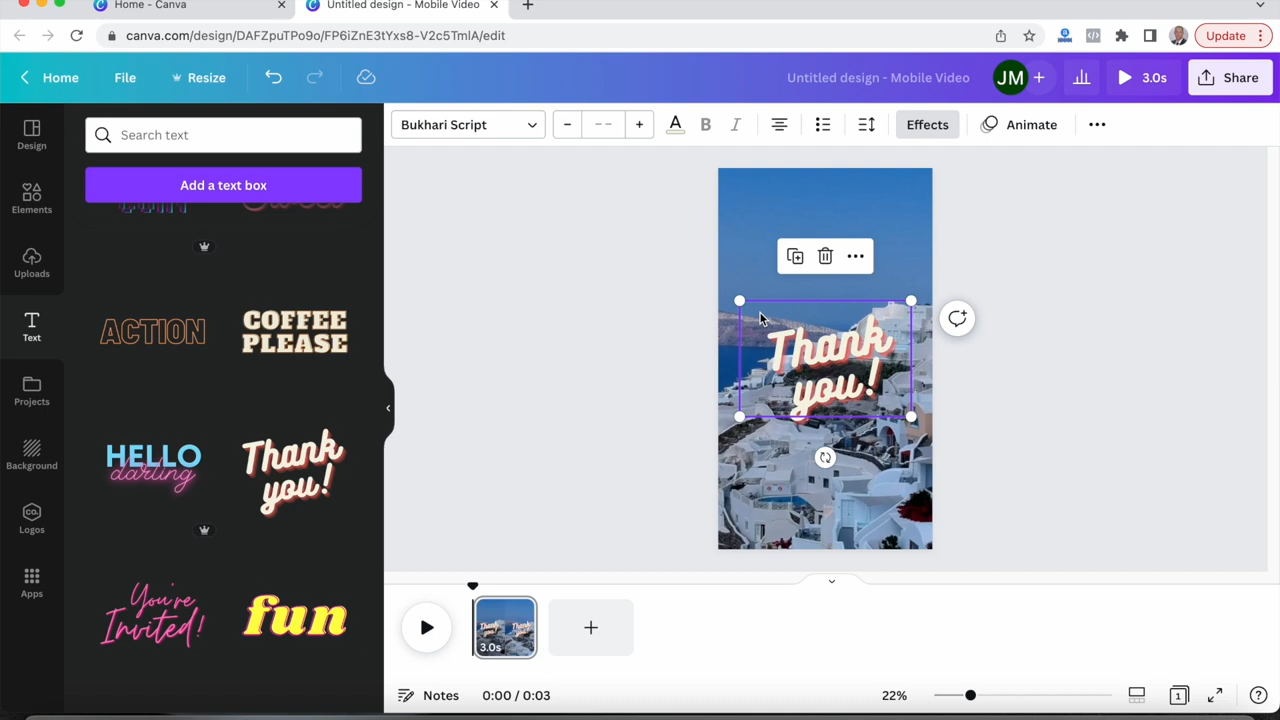 Home - Canva
Untitled design - Mobile Video
canva.com/design/DAFZpuTPo9o/FP6iZnE3tYxs8-V2c5TmIA/edit
Update
Home
File
Resize
Untitled design - Mobile Video
JM
3.0s
Share
Design
Elements
Uploads
Text
Projects
Background
CO.
Logos
Apps
Search text
Add a text box
ACTION
COFFEE
PLEASE
HELLO
darling
Thank
you!
You're
Invited!
fun
Bukhari Script
- -
A
B
I
Effects
Animate
Thank
you!
3.0s
Notes
0:00 / 0:03
22%
1